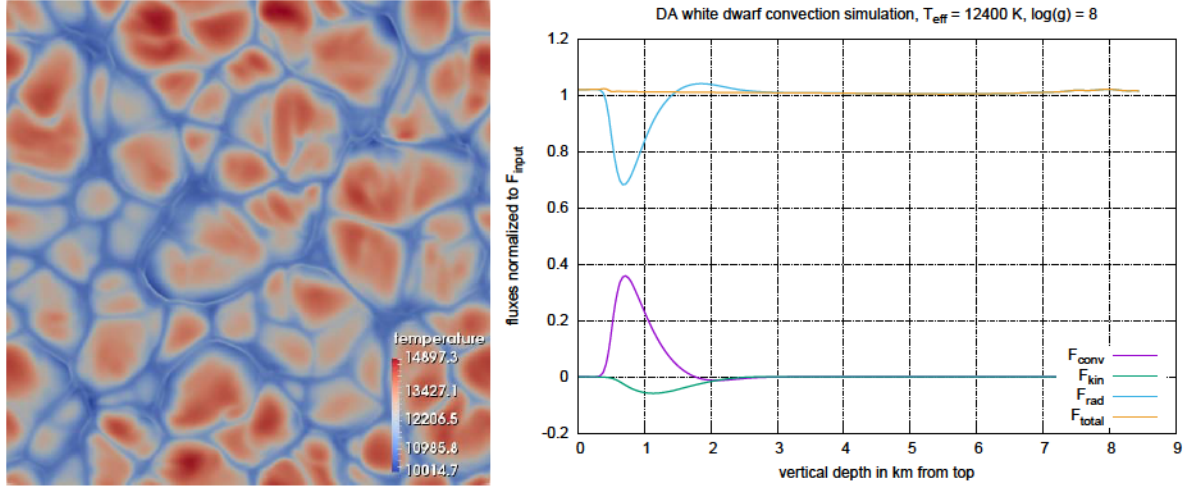 temperature
14897.3
13427.1
12206.5
10985.8
10014.7
DA white dwarf convection simulation, Teff = 12400 K, log(g) = 8
fluxes normalized to Finput
1.2
1
0.8
0.6
0.4
0.2
0
-0.2
Fconv
Fkin
Frad
Ftotal
0 1 2 3 4 5 6 7 8 9
vertical depth in km from top